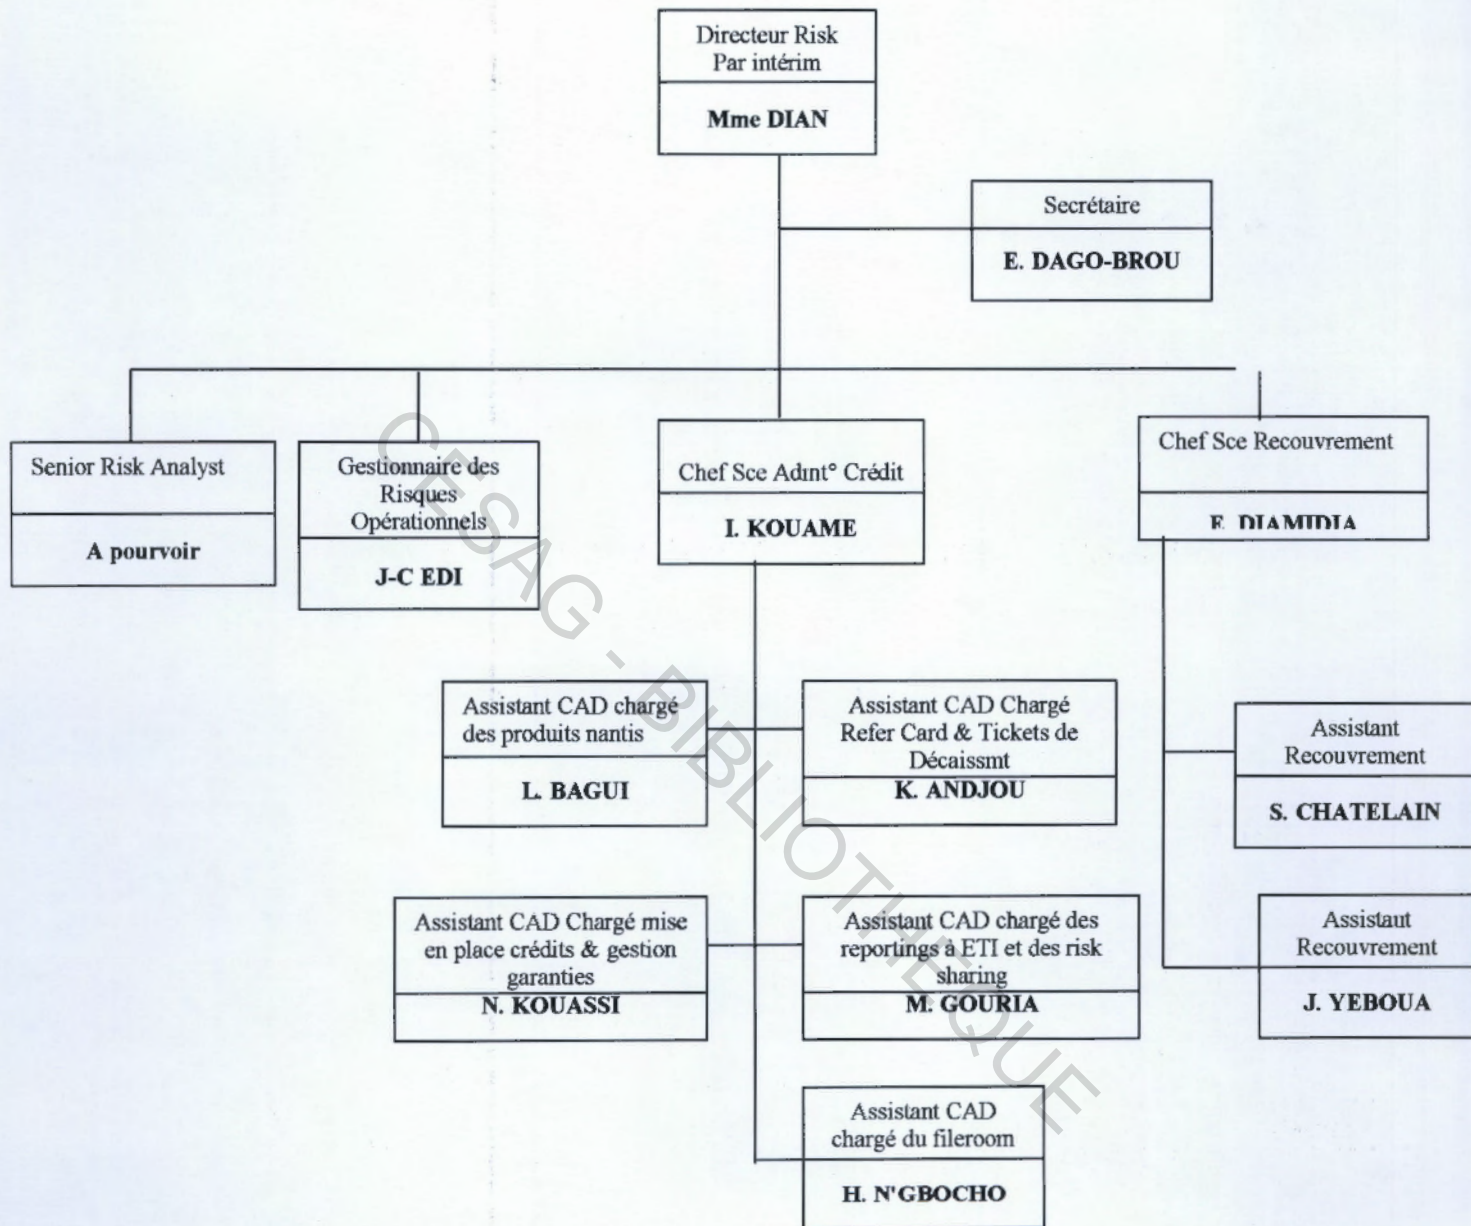 Directeur Risk
Par intérim
Mme DIAN
Secrétaire
E. DAGO-BROU
Senior Risk Analyst
A pourvoir
Gestionnaire des
Risques
Opérationnels
J-C EDI
Chef Sce Admt° Crédit
I. KOUAME
Chef Sce Recouvrement
E. DIAMIDIA
Assistant CAD chargé
des produits nantis
L. BAGUI
Assistant CAD Chargé
Refer Card & Tickets de
Décaissmt
K. ANDJOU
Assistant
Recouvrement
S. CHATELAIN
Assistant CAD Chargé mise
en place crédits & gestion
garanties
N. KOUASSI
Assistant CAD chargé des
reportings à ETI et des risk
sharing
M. GOURIA
Assistaut
Recouvrement
J. YEBOUA
Assistant CAD
chargé du fileroom
H. N'GBOCHO
CESAG - BIBLIOTHEQUE